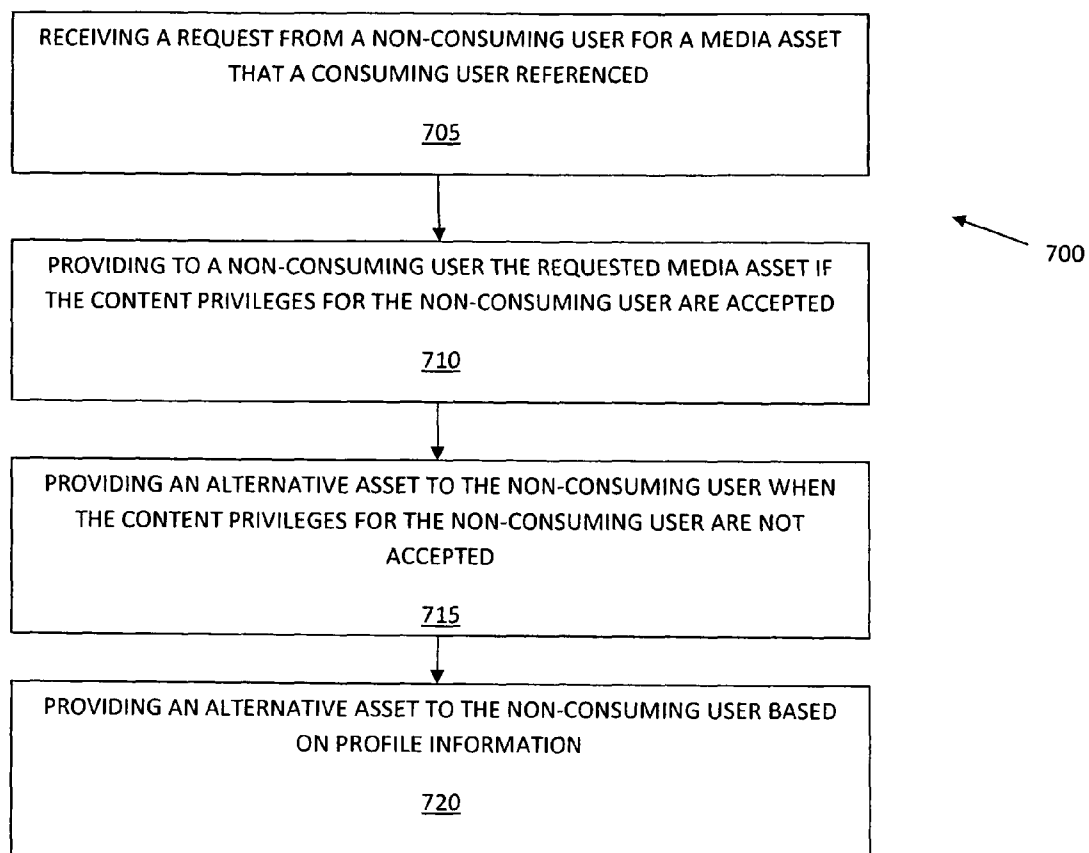 RECEIVING A REQUEST FROM A NON-CONSUMING USER FOR A MEDIA ASSET
THAT A CONSUMING USER REFERENCED
705
700
PROVIDING TO A NON-CONSUMING USER THE REQUESTED MEDIA ASSET IF
THE CONTENT PRIVILEGES FOR THE NON-CONSUMING USER ARE ACCEPTED
710
PROVIDING AN ALTERNATIVE ASSET TO THE NON-CONSUMING USER WHEN
THE CONTENT PRIVILEGES FOR THE NON-CONSUMING USER ARE NOT
ACCEPTED
715
PROVIDING AN ALTERNATIVE ASSET TO THE NON-CONSUMING USER BASED
ON PROFILE INFORMATION
720